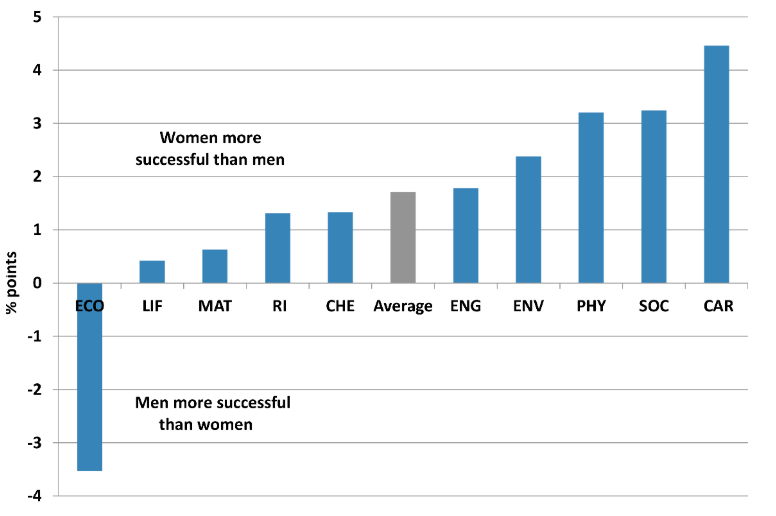 5
4
3
Women more
successful than men
2
1
0
ECO LIF MAT RI CHE Average ENG ENV PHY SOC CAR
% points
-1
-2
Men more successful
than women
-3
-4